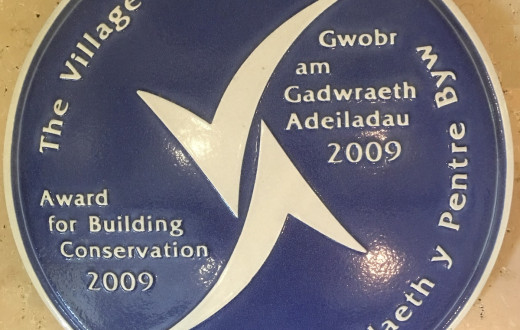 The Village
Gwobr
am
Gadwraeth
Adeiladau
2009
Award
for Building
Conservation
2009
y Pentre Byw